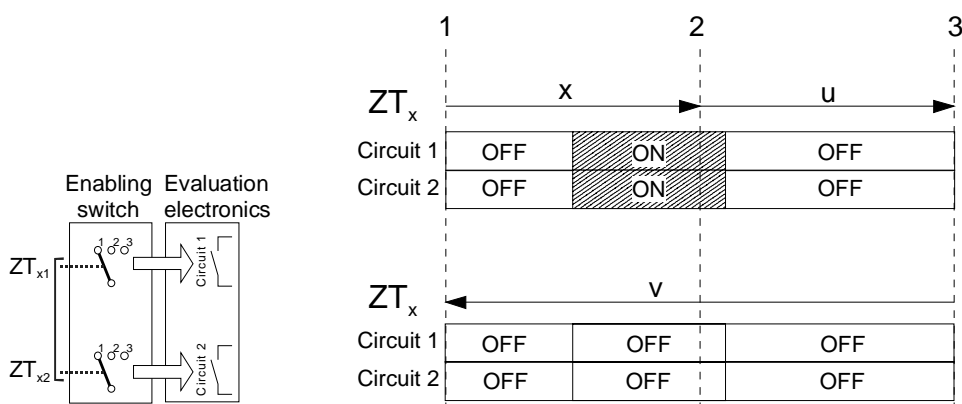 1 2 3
ZTx x u
Circuit 1 OFF ON OFF
Circuit 2 OFF ON OFF
Enabling switch
Evaluation electronics
ZTx1
1 2 3
Circuit 1
ZTx2
1 2 3
Circuit 2
ZTx v
Circuit 1 OFF OFF OFF
Circuit 2 OFF OFF OFF